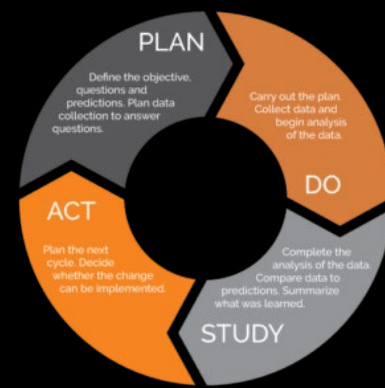 PLAN
Define the objective,
questions and
predictions. Plan data
collection to answer
questions.
Carry out the plan.
Collect data and
begin analysis
of the data.
DO
Complete the
analysis of the data.
Compare data to
predictions. Summarize
what was learned.
STUDY
ACT
Plan the next
cycle. Decide
whether the change
can be implemented.